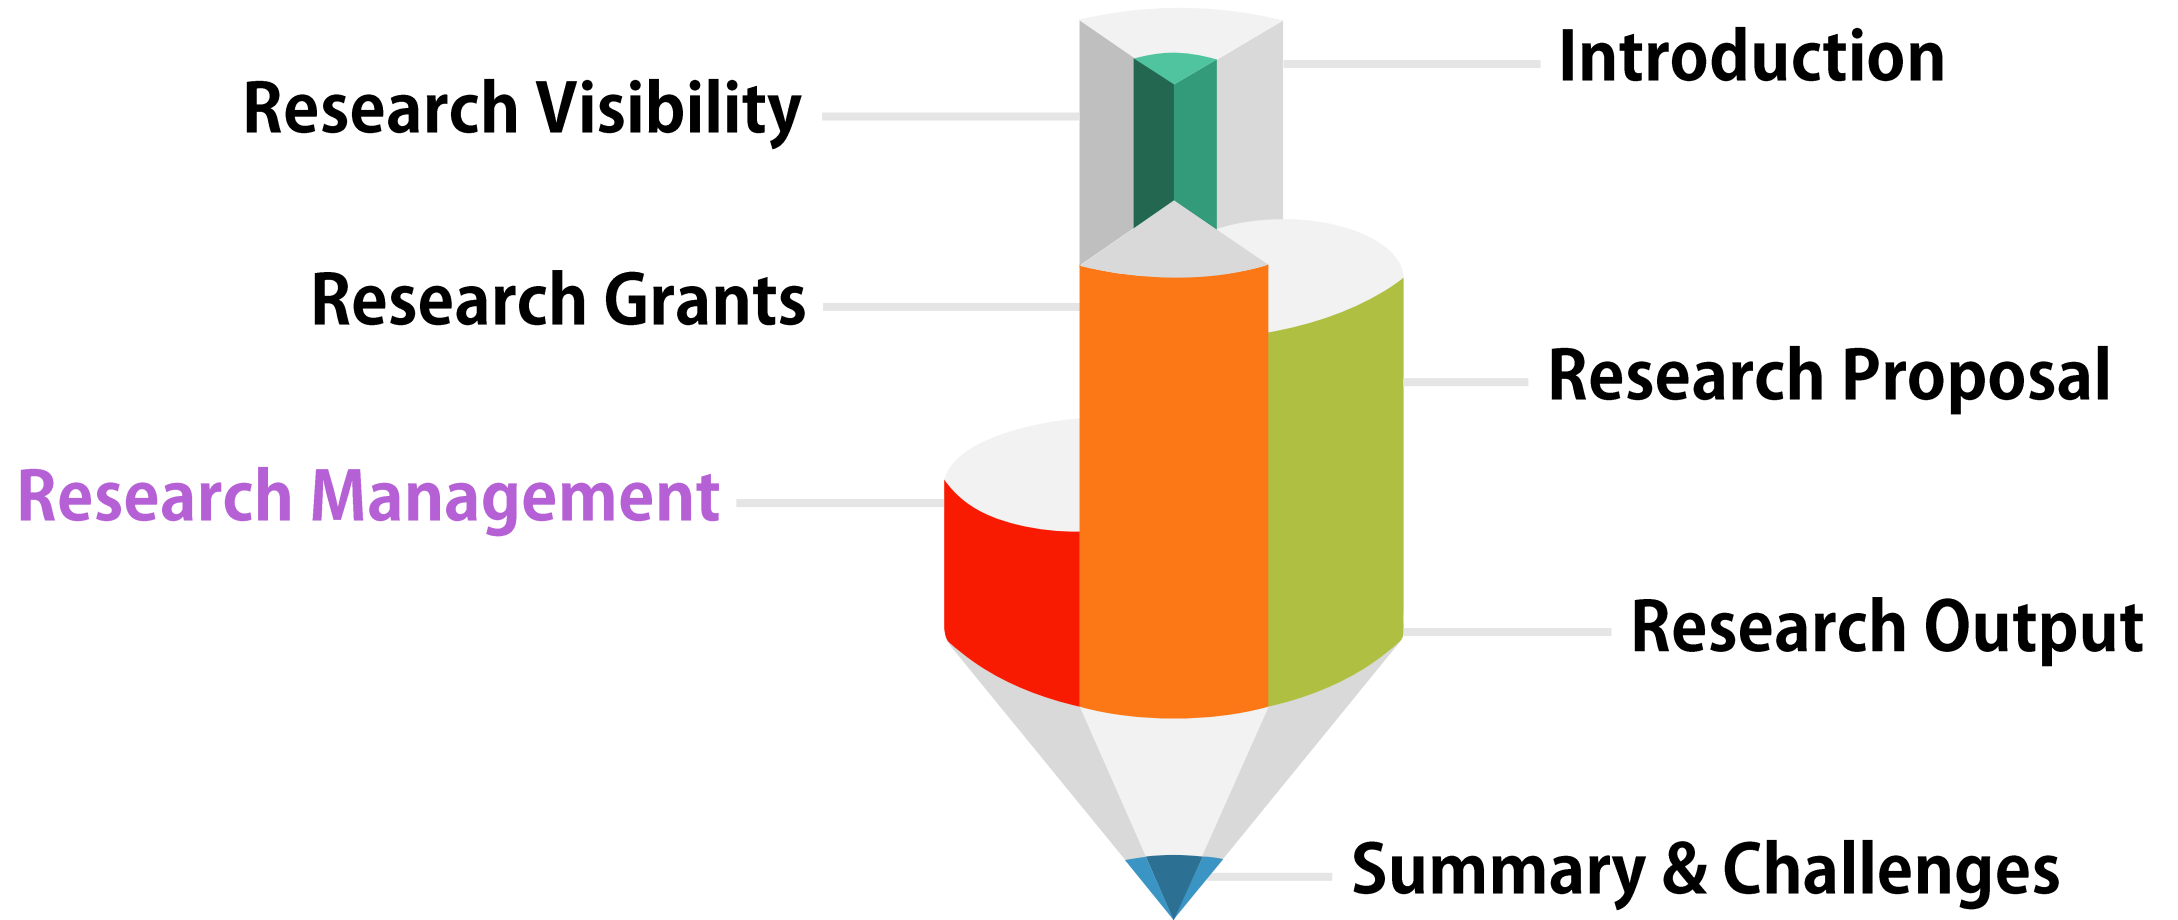 Introduction
Research Visibility
Research Grants
Research Proposal
Research Management
Research Output
Summary & Challenges